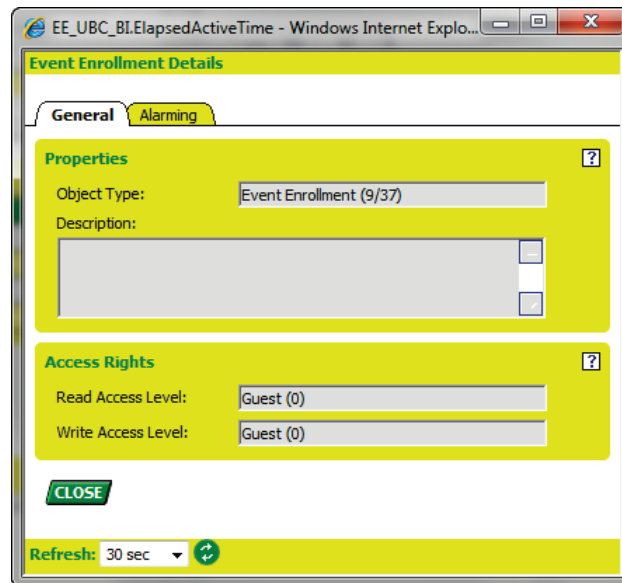 EE_UBC_BI.ElapsedActiveTime - Windows Internet Explo...
Event Enrollment Details
General Alarming
Properties ?
Object Type: Event Enrollment (9/37)
Description:
Access Rights ?
Read Access Level: Guest (0)
Write Access Level: Guest (0)
CLOSE
Refresh: 30 sec